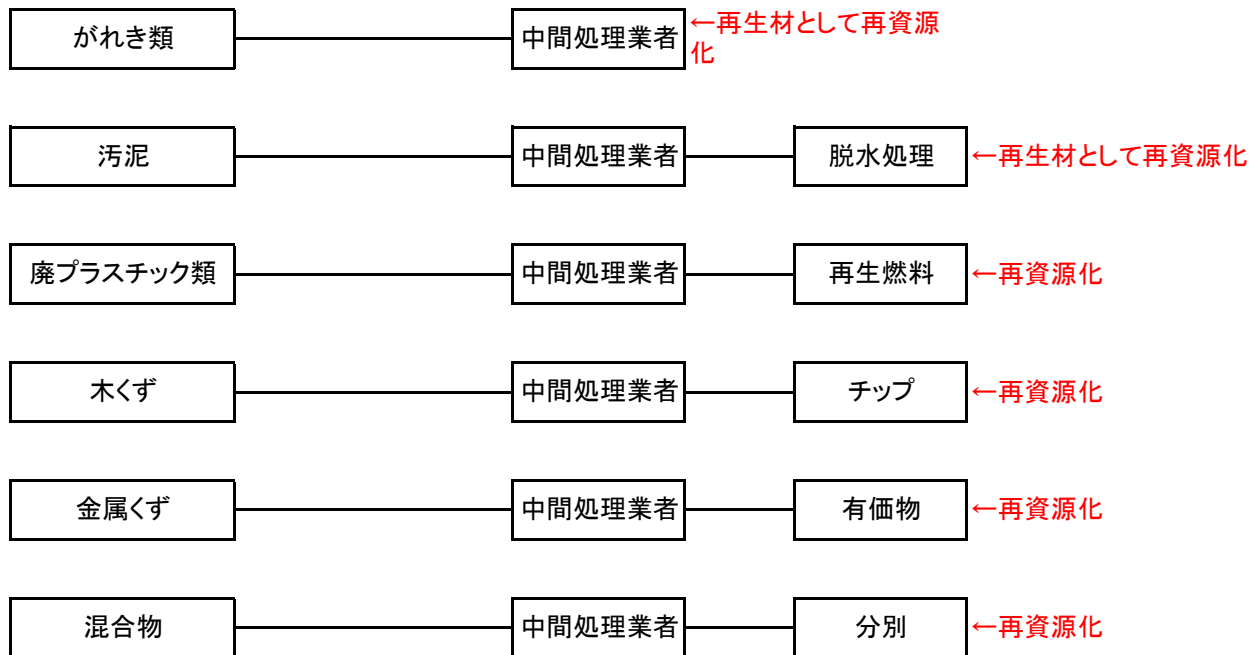 がれき類 中間処理業者 ←再生材として再資源
化
汚泥 中間処理業者 脱水処理 ←再生材として再資源化
廃プラスチック類 中間処理業者 再生燃料 ←再資源化
木くず 中間処理業者 チップ ←再資源化
金属くず 中間処理業者 有価物 ←再資源化
混合物 中間処理業者 分別 ←再資源化